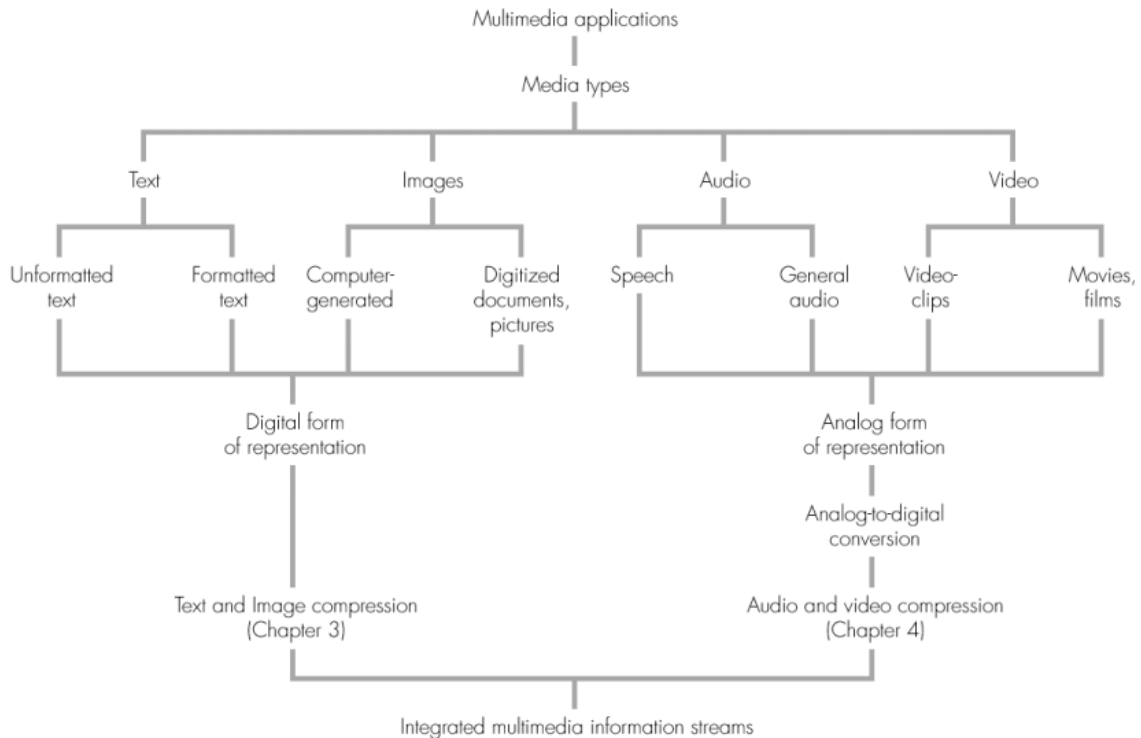 Multimedia applications
Media types
Text
Images
Audio
Video
Unformatted
text
Formatted
text
Computer-
generated
Digitized
documents,
pictures
Speech
General
audio
Video-
clips
Movies,
films
Digital form
of representation
Analog form
of representation
Analog-to-digital
conversion
Text and Image compression
(Chapter 3)
Audio and video compression
(Chapter 4)
Integrated multimedia information streams